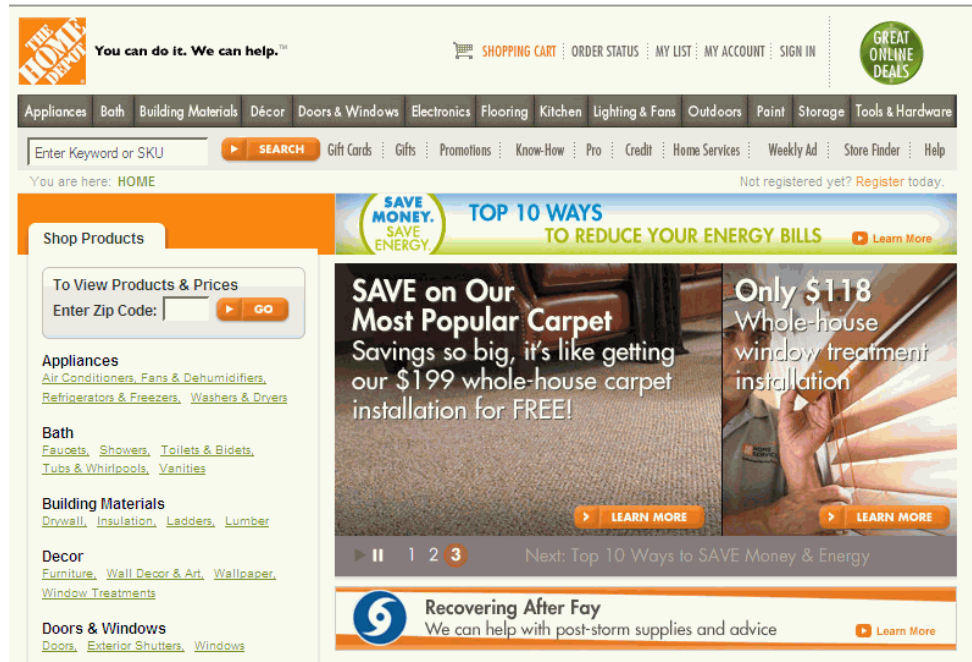 THE HOME DEPOT
You can do it. We can help.™
SHOPPING CART ORDER STATUS MY LIST MY ACCOUNT SIGN IN
GREAT
ONLINE
DEALS
Appliances Bath Building Materials Décor Doors & Windows Electronics Flooring Kitchen Lighting & Fans Outdoors Paint Storage Tools & Hardware
Enter Keyword or SKU SEARCH Gift Cards Gifts Promotions Know-How Pro Credit Home Services Weekly Ad Store Finder Help
You are here: HOME Not registered yet? Register today.
SAVE
MONEY.
SAVE
ENERGY.
TOP 10 WAYS
TO REDUCE YOUR ENERGY BILLS Learn More
Shop Products
To View Products & Prices
Enter Zip Code: GO
Appliances
Air Conditioners, Fans & Dehumidifiers,
Refrigerators & Freezers, Washers & Dryers
Bath
Faucets, Showers, Toilets & Bidets,
Tubs & Whirlpools, Vanities
Building Materials
Drywall, Insulation, Ladders, Lumber
Decor
Furniture, Wall Decor & Art, Wallpaper,
Window Treatments
Doors & Windows
Doors, Exterior Shutters, Windows
SAVE on Our
Most Popular Carpet
Savings so big, it's like getting
our $199 whole-house carpet
installation for FREE!
LEARN MORE
Only $118
Whole-house
window treatment
installation
LEARN MORE
1 2 3 Next: Top 10 Ways to SAVE Money & Energy
Recovering After Fay
We can help with post-storm supplies and advice Learn More